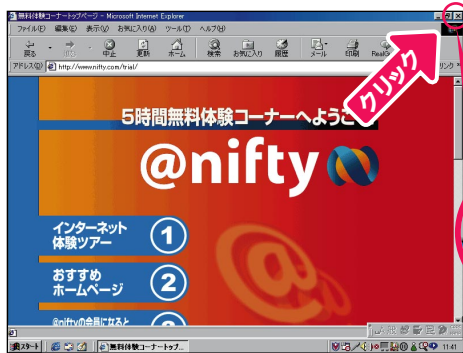 無料体験コーナートップページ - Microsoft Internet Explorer
ファイル(F) 編集(E) 表示(V) お気に入り(A) ツール(T) ヘルプ(H)
戻る 進む 中止 更新 ホーム 検索 お気に入り 履歴 メール 印刷
アドレス(D) http://www.nifty.com/trial/
クリック
5時間無料体験コーナーへようこそ
@nifty
インターネット
体験ツアー
1
おすすめ
ホームページ
2
@niftyの会員になると
スタート 無料体験コーナートップ... 11:41